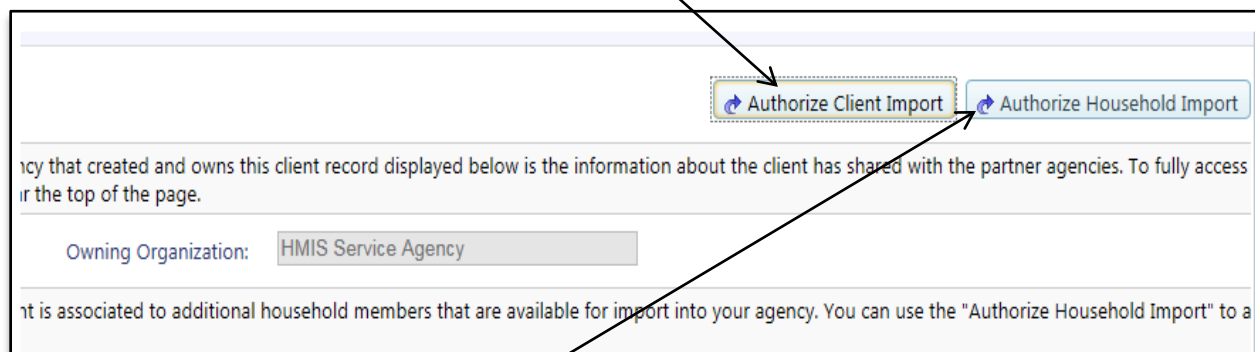 Authorize Client Import Authorize Household Import
ncy that created and owns this client record displayed below is the information about the client has shared with the partner agencies. To fully access
ar the top of the page.
Owning Organization: HMIS Service Agency
nt is associated to additional household members that are available for import into your agency. You can use the "Authorize Household Import" to a